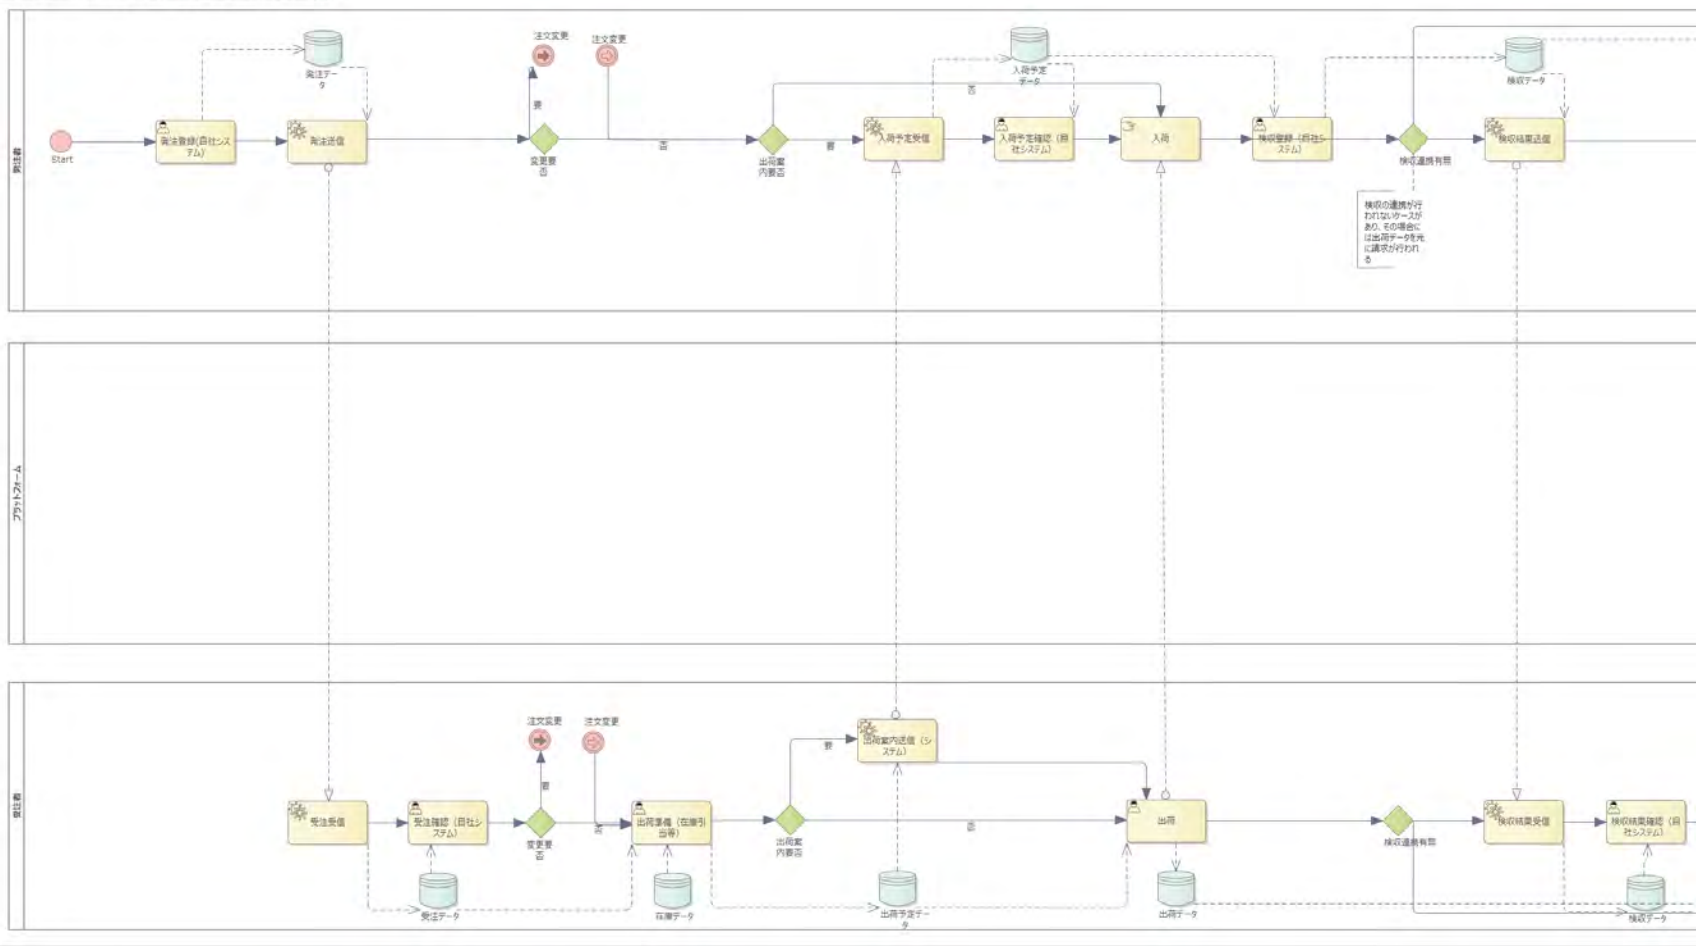 発注者
Start
発注登録(自社シス
テム)
発注デー
タ
発注送信
注文変更
要
変更要
否
注文変更
否
出荷案
内要否
否
要
入荷予定受信
入荷予定
データ
入荷予定確認（自
社システム）
入荷
検収登録（自社シ
ステム）
検収連携有無
検収の連携が行
われないケースが
あり、その場合に
は出荷データを元
に請求が行われ
る
検収データ
検収結果送信
プラットフォーム
受注者
受注受信
受注確認（自社シ
ステム）
受注データ
注文変更
要
変更要
否
注文変更
否
出荷準備（在庫引
当等）
在庫データ
出荷案
内要否
要
出荷案内送信（シ
ステム）
出荷予定デー
タ
否
出荷
出荷データ
検収連携有無
検収結果受信
検収結果確認（自
社システム）
検収データ